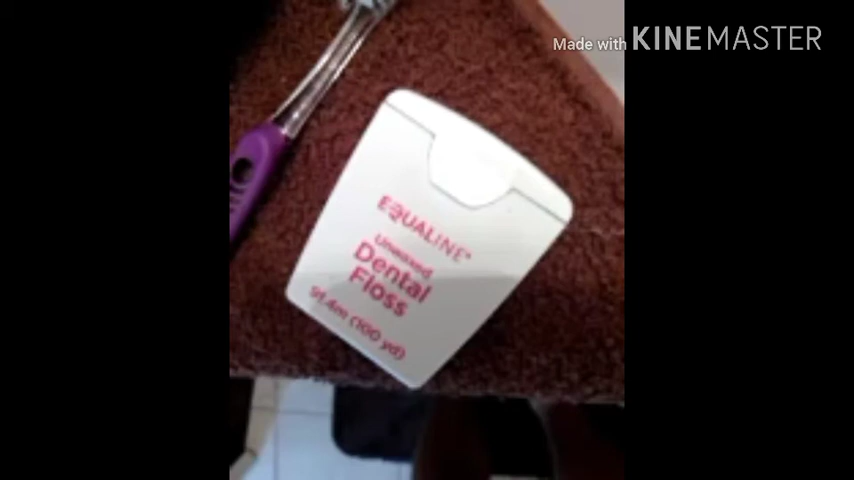 Made with KINEMASTER
EQUALINE®
Unwaxed
Dental
Floss
91.4m (100 yd)